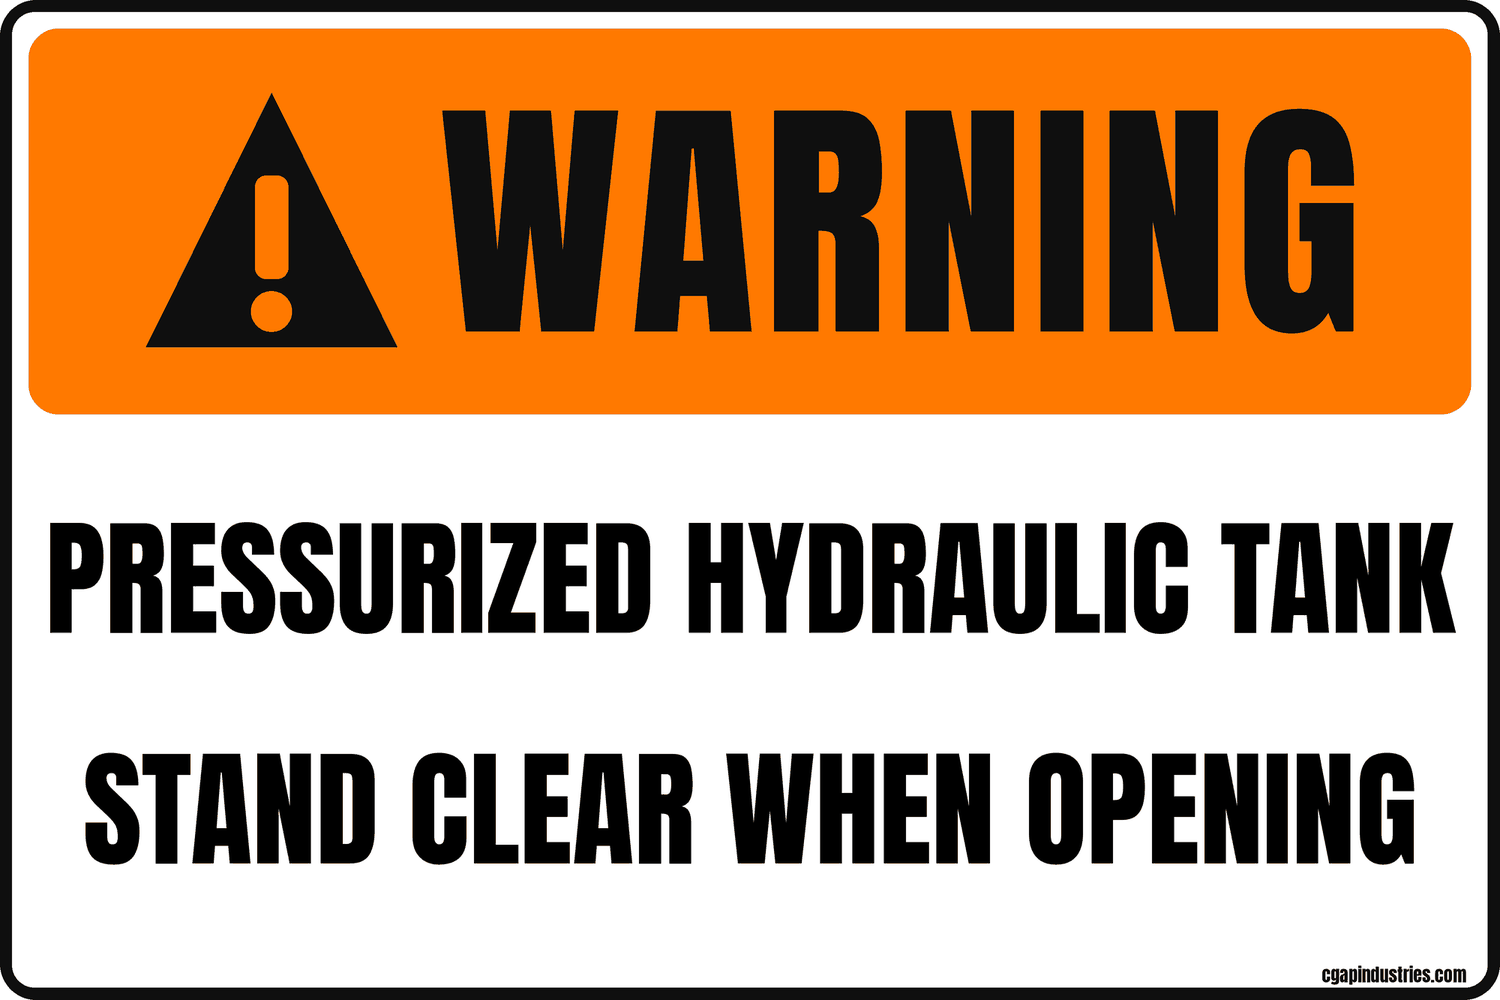 WARNING
PRESSURIZED HYDRAULIC TANK
STAND CLEAR WHEN OPENING
cgapindustries.com